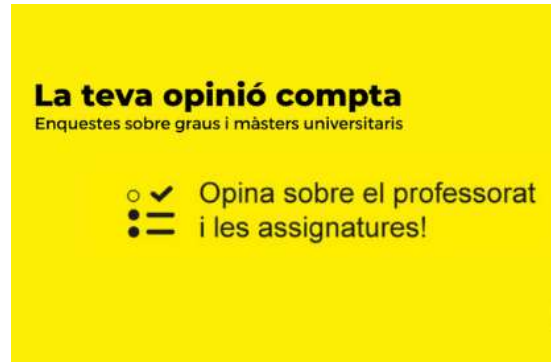 La teva opinió compta
Enquestes sobre graus i màsters universitaris
Opina sobre el professorat
i les assignatures!